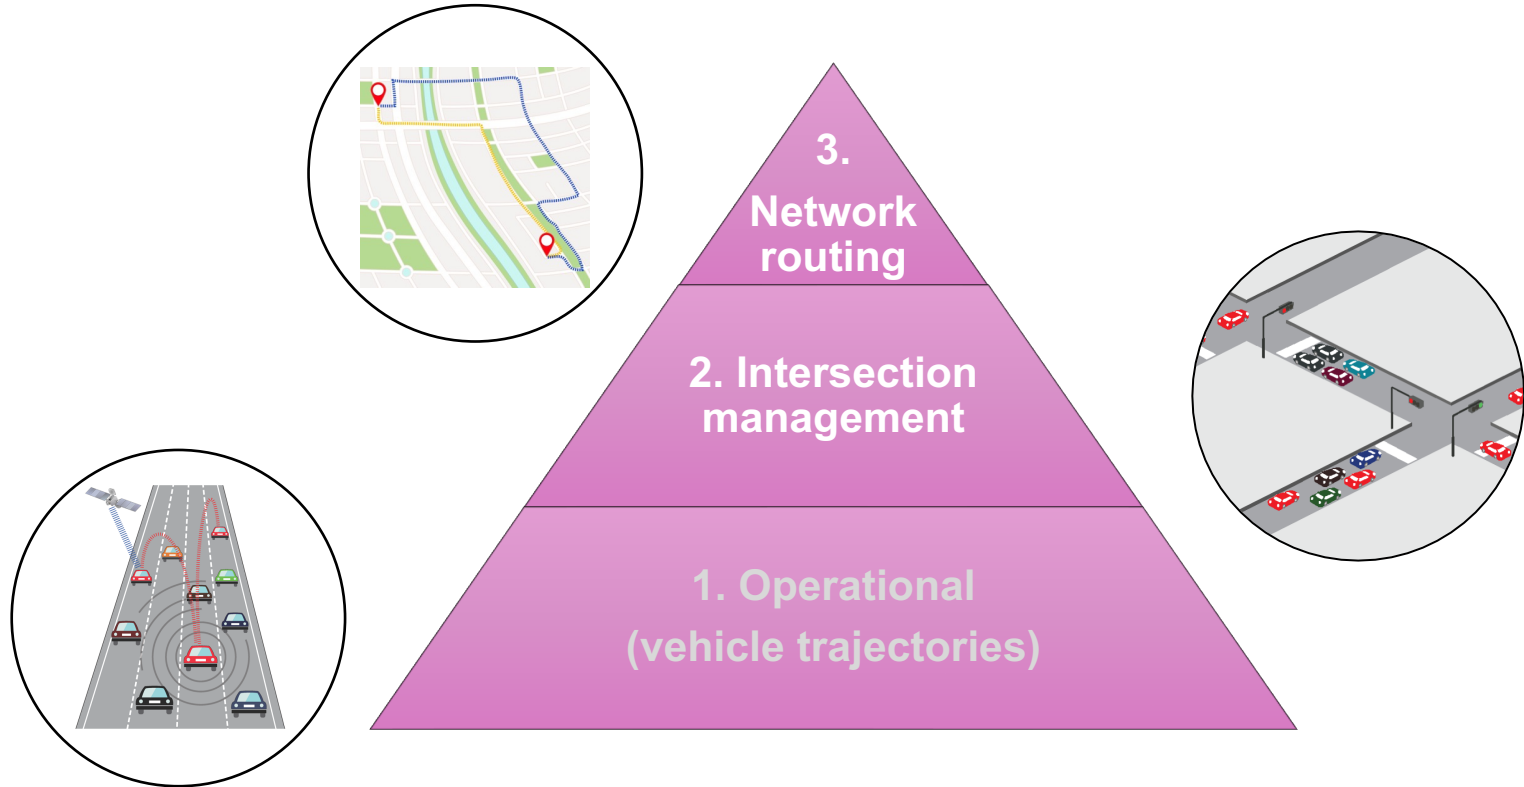 3.
Network
routing
2. Intersection
management
1. Operational
(vehicle trajectories)